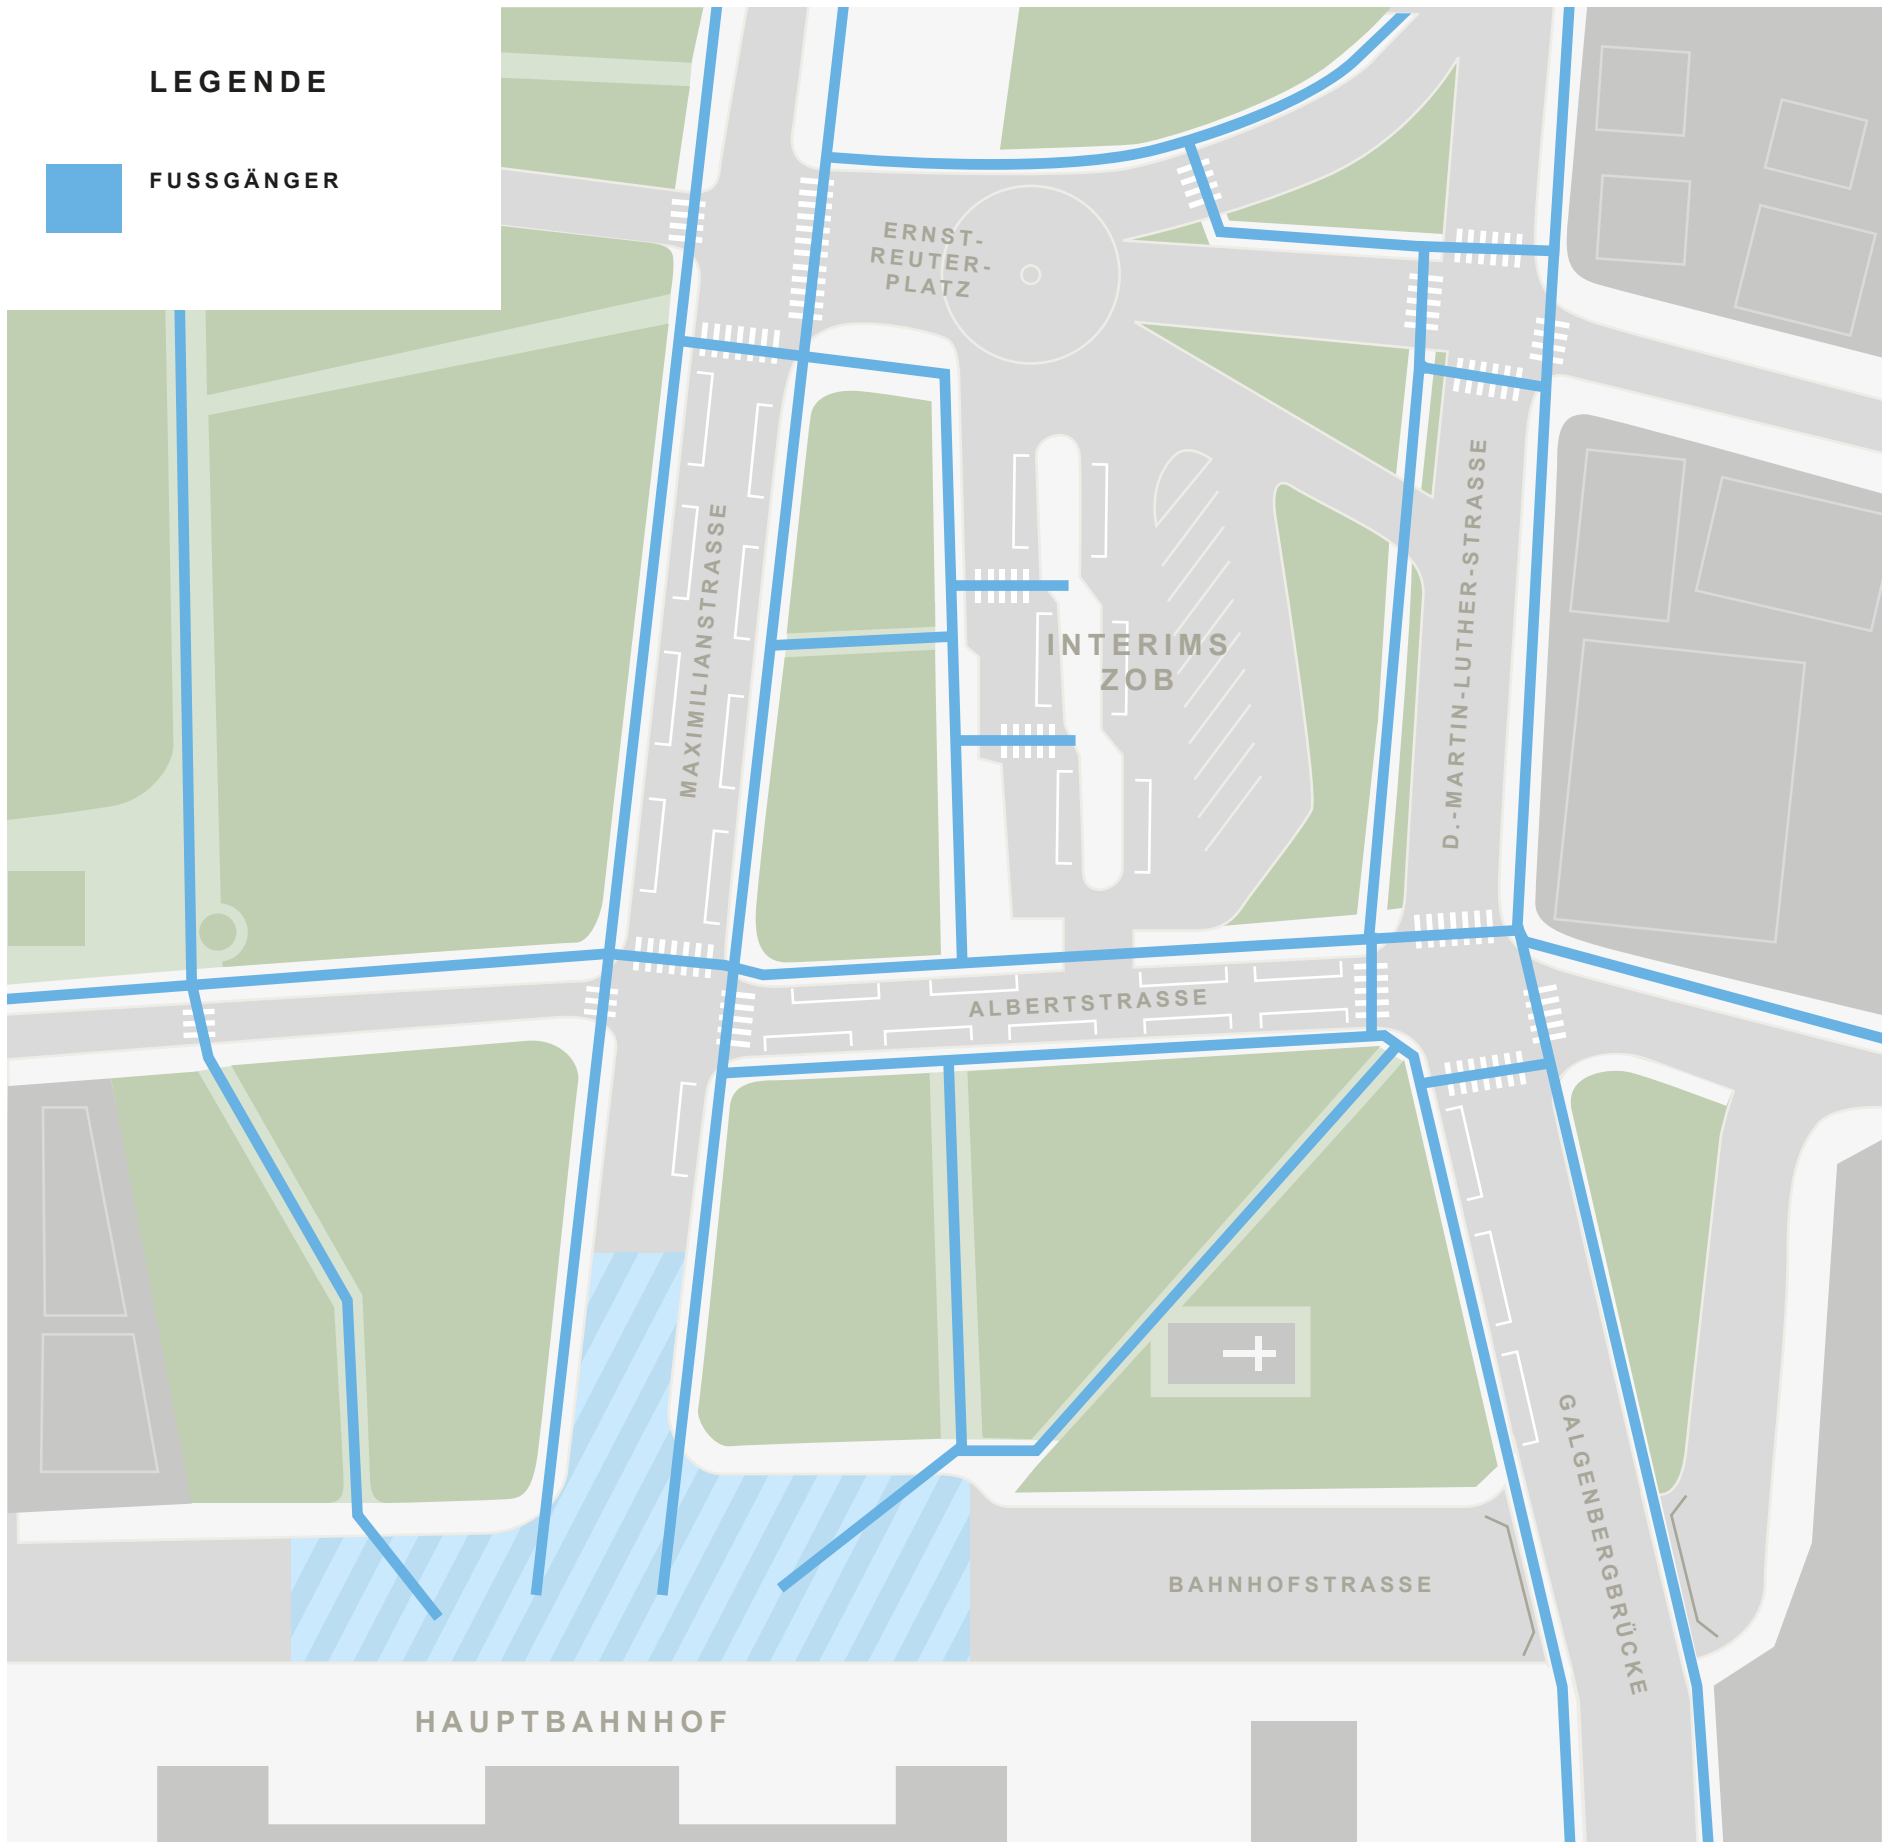 LEGENDE
FUSSGÄNGER
ERNST-
REUTER-
PLATZ
MAXIMILIANSTRASSE
INTERIMS
ZOB
D.-MARTIN-LUTHER-STRASSE
ALBERTSTRASSE
GALGENBERGBRÜCKE
BAHNHOFSTRASSE
HAUPTBAHNHOF